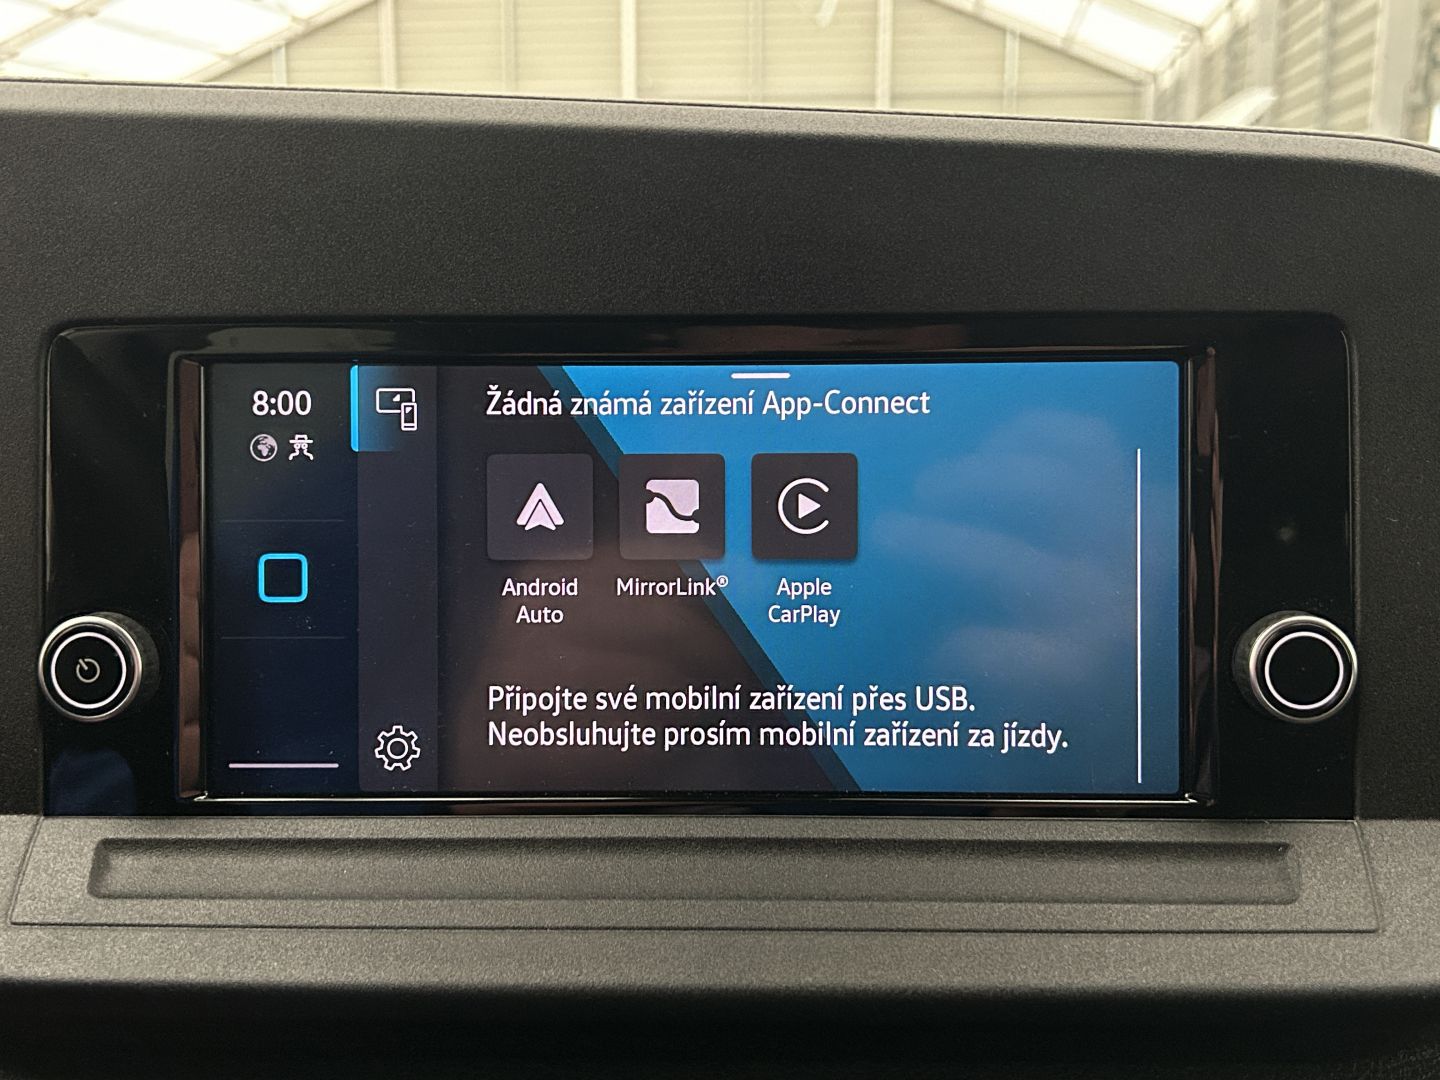 8:00
Žádná známá zařízení App-Connect
Android
Auto
MirrorLink®
Apple
CarPlay
Připojte své mobilní zařízení přes USB.
Neobsluhujte prosím mobilní zařízení za jízdy.